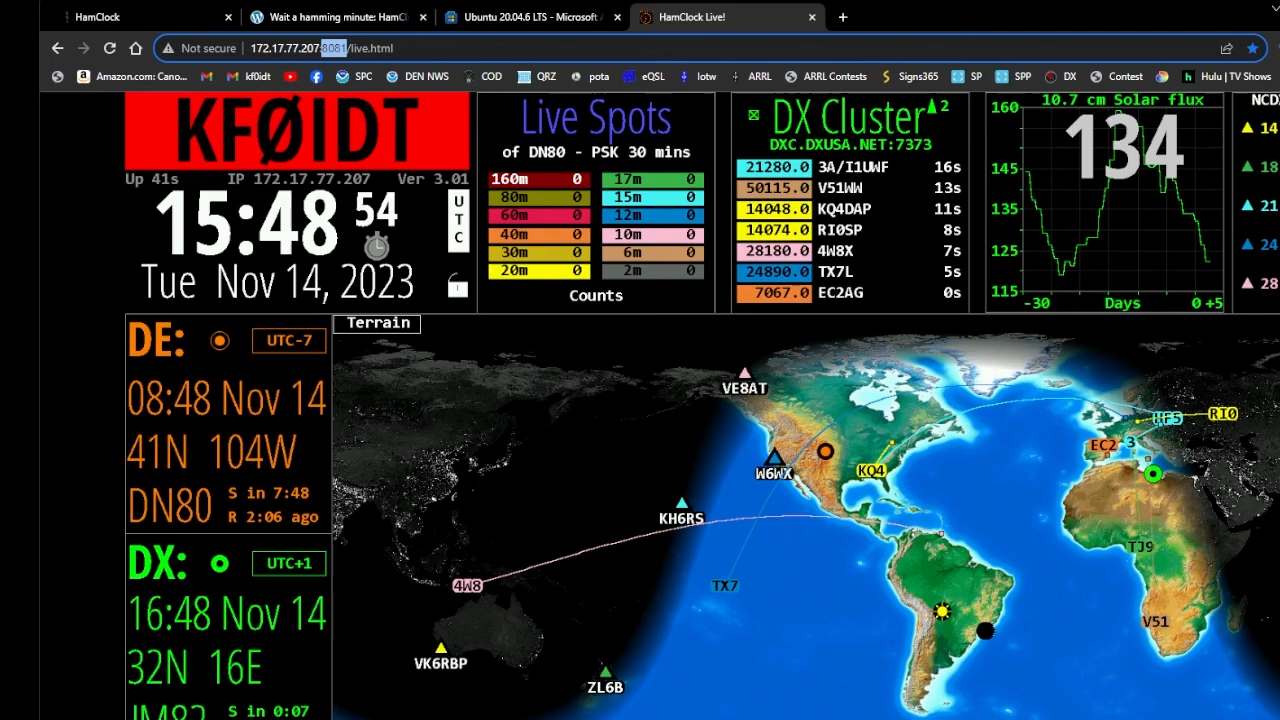 HamClock
Wait a hamming minute: HamCl
Ubuntu 20.04.6 LTS - Microsoft
HamClock Live!
Not secure 172.17.77.207:8081/live.html
Amazon.com: Cano... kf0idt SPC DEN NWS COD QRZ pota eQSL lotw ARRL ARRL Contests Signs365 SP SPP DX Contest Hulu | TV Shows
KFØIDT
Up 41s IP 172.17.77.207 Ver 3.01
15:48 54
UTC
Tue Nov 14, 2023
Live Spots
of DN80 - PSK 30 mins
160m 0 17m 0
80m 0 15m 0
60m 0 12m 0
40m 0 10m 0
30m 0 6m 0
20m 0 2m 0
Counts
DX Cluster 2
DXC.DXUSA.NET:7373
21280.0 3A/I1UWF 16s
50115.0 V51WW 13s
14048.0 KQ4DAP 11s
14074.0 RI0SP 8s
28180.0 4W8X 7s
24890.0 TX7L 5s
7067.0 EC2AG 0s
10.7 cm Solar flux
134
160
145
135
125
115
-30 Days 0 +5
NCD
14
18
21
24
28
DE: UTC-7
08:48 Nov 14
41N 104W
DN80 S in 7:48
R 2:06 ago
DX: UTC+1
16:48 Nov 14
32N 16E
S in 0:07
Terrain
VE8AT
HF5
RI0
EC2
3
W6WX
KQ4
KH6RS
TJ9
4W8
TX7
V51
VK6RBP
ZL6B